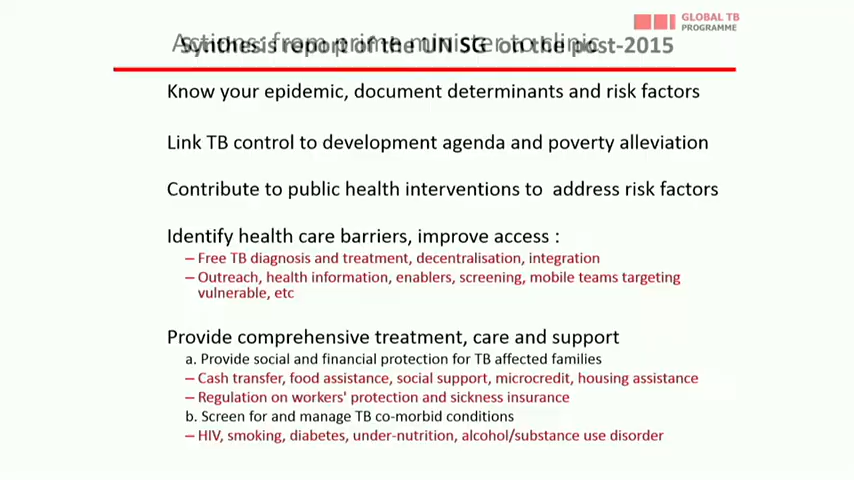 GLOBAL TB
PROGRAMME
Actions: from prime minister to clinic
Synthesis report of the UN SG on the post-2015
Know your epidemic, document determinants and risk factors
Link TB control to development agenda and poverty alleviation
Contribute to public health interventions to address risk factors
Identify health care barriers, improve access :
– Free TB diagnosis and treatment, decentralisation, integration
– Outreach, health information, enablers, screening, mobile teams targeting
vulnerable, etc
Provide comprehensive treatment, care and support
a. Provide social and financial protection for TB affected families
– Cash transfer, food assistance, social support, microcredit, housing assistance
– Regulation on workers' protection and sickness insurance
b. Screen for and manage TB co-morbid conditions
– HIV, smoking, diabetes, under-nutrition, alcohol/substance use disorder